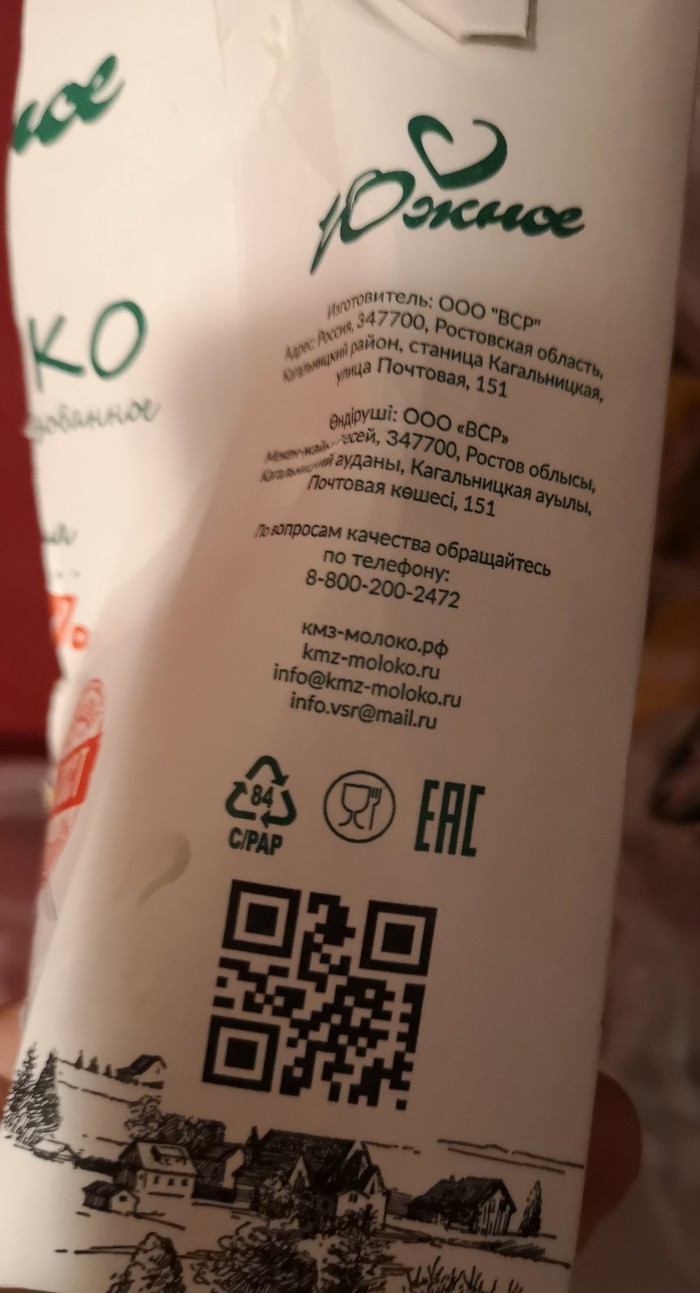 ное
Южное
ко
Изготовитель: ООО "ВСР"
Адрес: Россия, 347700, Ростовская область,
Кагальницкий район, станица Кагальницкая,
улица Почтовая, 151
Өндіруші: ООО «ВСР»
347700, Ростов облысы,
ауданы, Кагальницкая ауылы,
Почтовая көшесі, 151
По вопросам качества обращайтесь
по телефону:
8-800-200-2472
кмз-молоко.рф
kmz-moloko.ru
info@kmz-moloko.ru
info.vsr@mail.ru
84
C/PAP
EAC
%